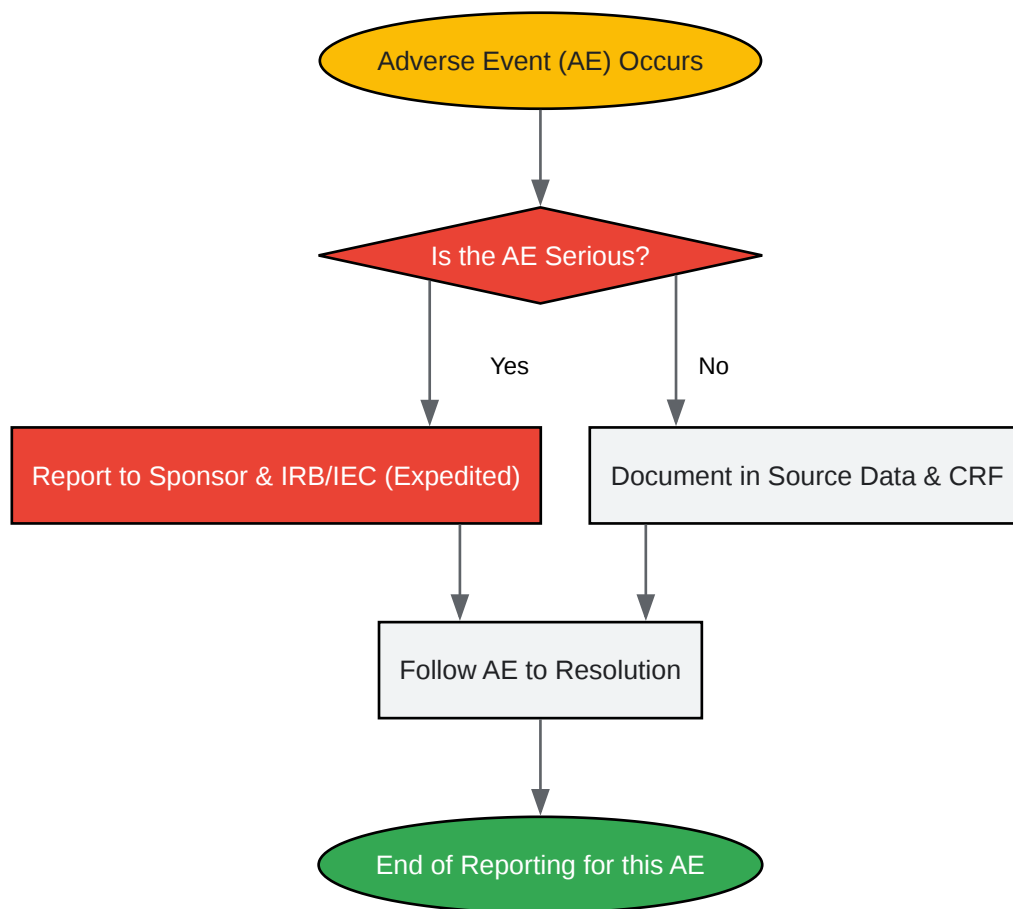 Adverse Event (AE) Occurs
Is the AE Serious?
Yes
No
Report to Sponsor & IRB/IEC (Expedited)
Document in Source Data & CRF
Follow AE to Resolution
End of Reporting for this AE